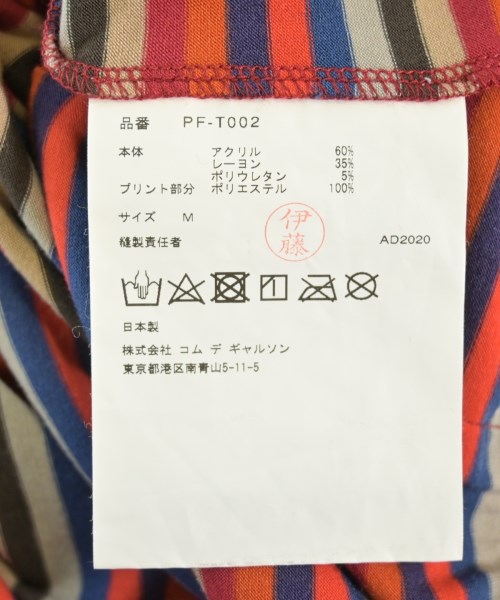 品番 PF-T002
本体 アクリル 60%
レーヨン 35%
ポリウレタン 5%
プリント部分 ポリエステル 100%
サイズ M
伊藤
縫製責任者 AD2020
日本製
株式会社 コム デ ギャルソン
東京都港区南青山5-11-5